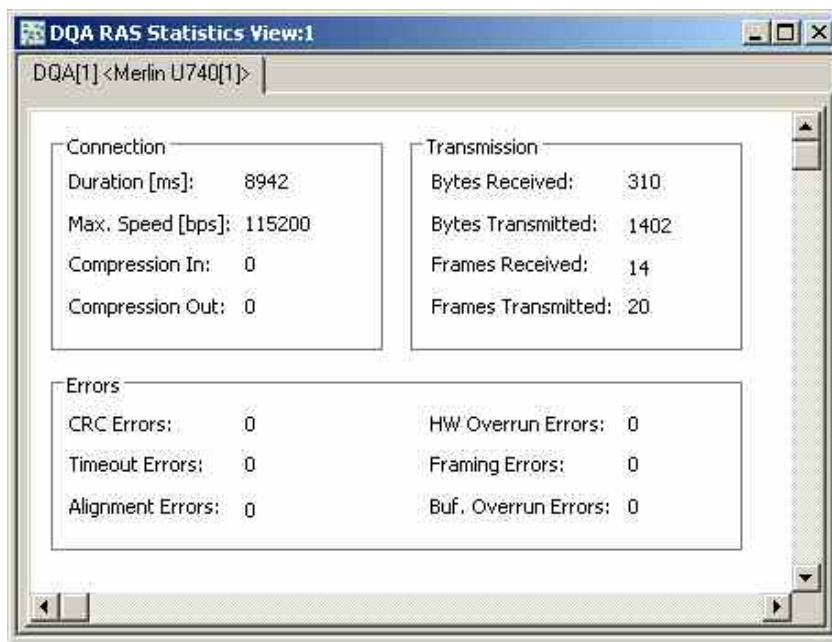 DQA RAS Statistics View:1
DQA[1] <Merlin U740[1]>
Connection
Duration [ms]: 8942
Max. Speed [bps]: 115200
Compression In: 0
Compression Out: 0
Transmission
Bytes Received: 310
Bytes Transmitted: 1402
Frames Received: 14
Frames Transmitted: 20
Errors
CRC Errors: 0
Timeout Errors: 0
Alignment Errors: 0
HW Overrun Errors: 0
Framing Errors: 0
Buf. Overrun Errors: 0